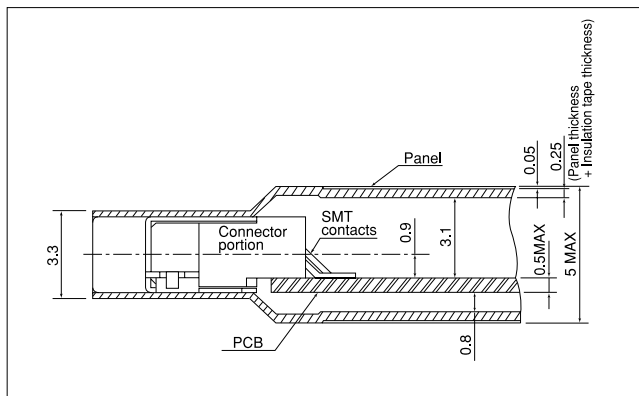 Panel
(Panel thickness
+ Insulation tape thickness)
0.05
0.25
3.3
Connector
portion
SMT
contacts
0.9
3.1
0.5MAX
5 MAX
PCB
0.8